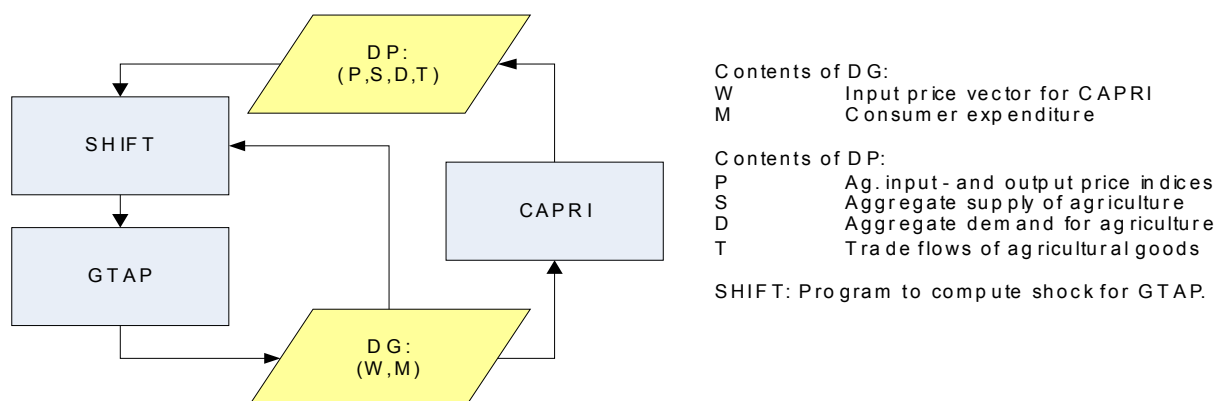 DP:
(P,S,D,T)
SHIFT
GTAP
CAPRI
DG:
(W,M)
Contents of DG:
W Input price vector for CAPRI
M Consumer expenditure
Contents of DP:
P Ag. input- and output price indices
S Aggregate supply of agriculture
D Aggregate demand for agriculture
T Trade flows of agricultural goods
SHIFT: Program to compute shock for GTAP.